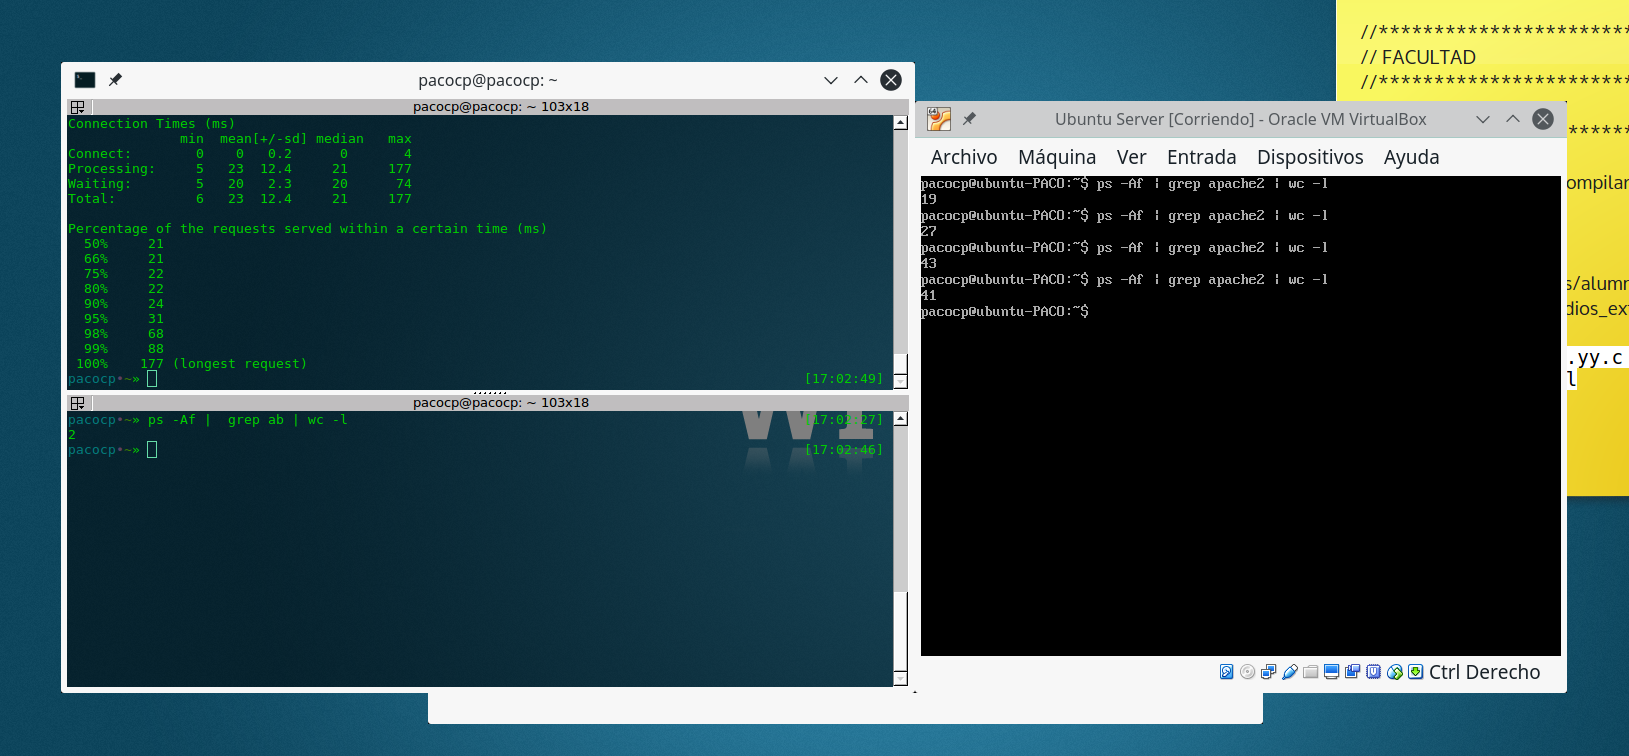 pacocp@pacocp: ~
pacocp@pacocp: ~ 103x18
Connection Times (ms)
              min  mean[+/-sd] median   max
Connect:        0    0   0.2      0       4
Processing:     5   23  12.4     21     177
Waiting:        5   20   2.3     20      74
Total:          6   23  12.4     21     177
Percentage of the requests served within a certain time (ms)
  50%     21
  66%     21
  75%     22
  80%     22
  90%     24
  95%     31
  98%     68
  99%     88
 100%    177 (longest request)
pacocp•~» [17:02:49]
pacocp@pacocp: ~ 103x18
pacocp•~» ps -Af |  grep ab | wc -l [17:02:27]
2
pacocp•~» [17:02:46]
Ubuntu Server [Corriendo] - Oracle VM VirtualBox
Archivo Máquina Ver Entrada Dispositivos Ayuda
pacocp@ubuntu-PACO:~$ ps -Af | grep apache2 | wc -l
19
pacocp@ubuntu-PACO:~$ ps -Af | grep apache2 | wc -l
27
pacocp@ubuntu-PACO:~$ ps -Af | grep apache2 | wc -l
43
pacocp@ubuntu-PACO:~$ ps -Af | grep apache2 | wc -l
41
pacocp@ubuntu-PACO:~$
Ctrl Derecho
//************************
// FACULTAD
//************************
ompilar
s/alumn
dios_ext
.yy.c
l